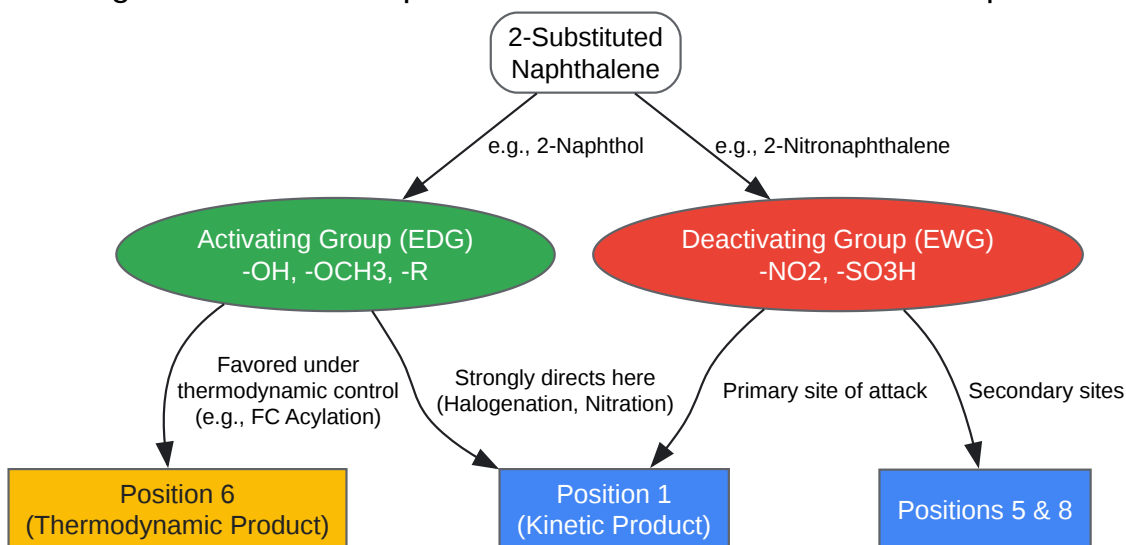 2-Substituted
Naphthalene
e.g., 2-Naphthol
e.g., 2-Nitronaphthalene
Activating Group (EDG)
-OH, -OCH3, -R
Deactivating Group (EWG)
-NO2, -SO3H
Favored under
thermodynamic control
(e.g., FC Acylation)
Strongly directs here
(Halogenation, Nitration)
Primary site of attack
Secondary sites
Position 6
(Thermodynamic Product)
Position 1
(Kinetic Product)
Positions 5 & 8